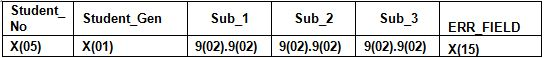 Student_
No Student_Gen Sub_1 Sub_2 Sub_3 ERR_FIELD
X(05) X(01) 9(02).9(02) 9(02).9(02) 9(02).9(02) X(15)